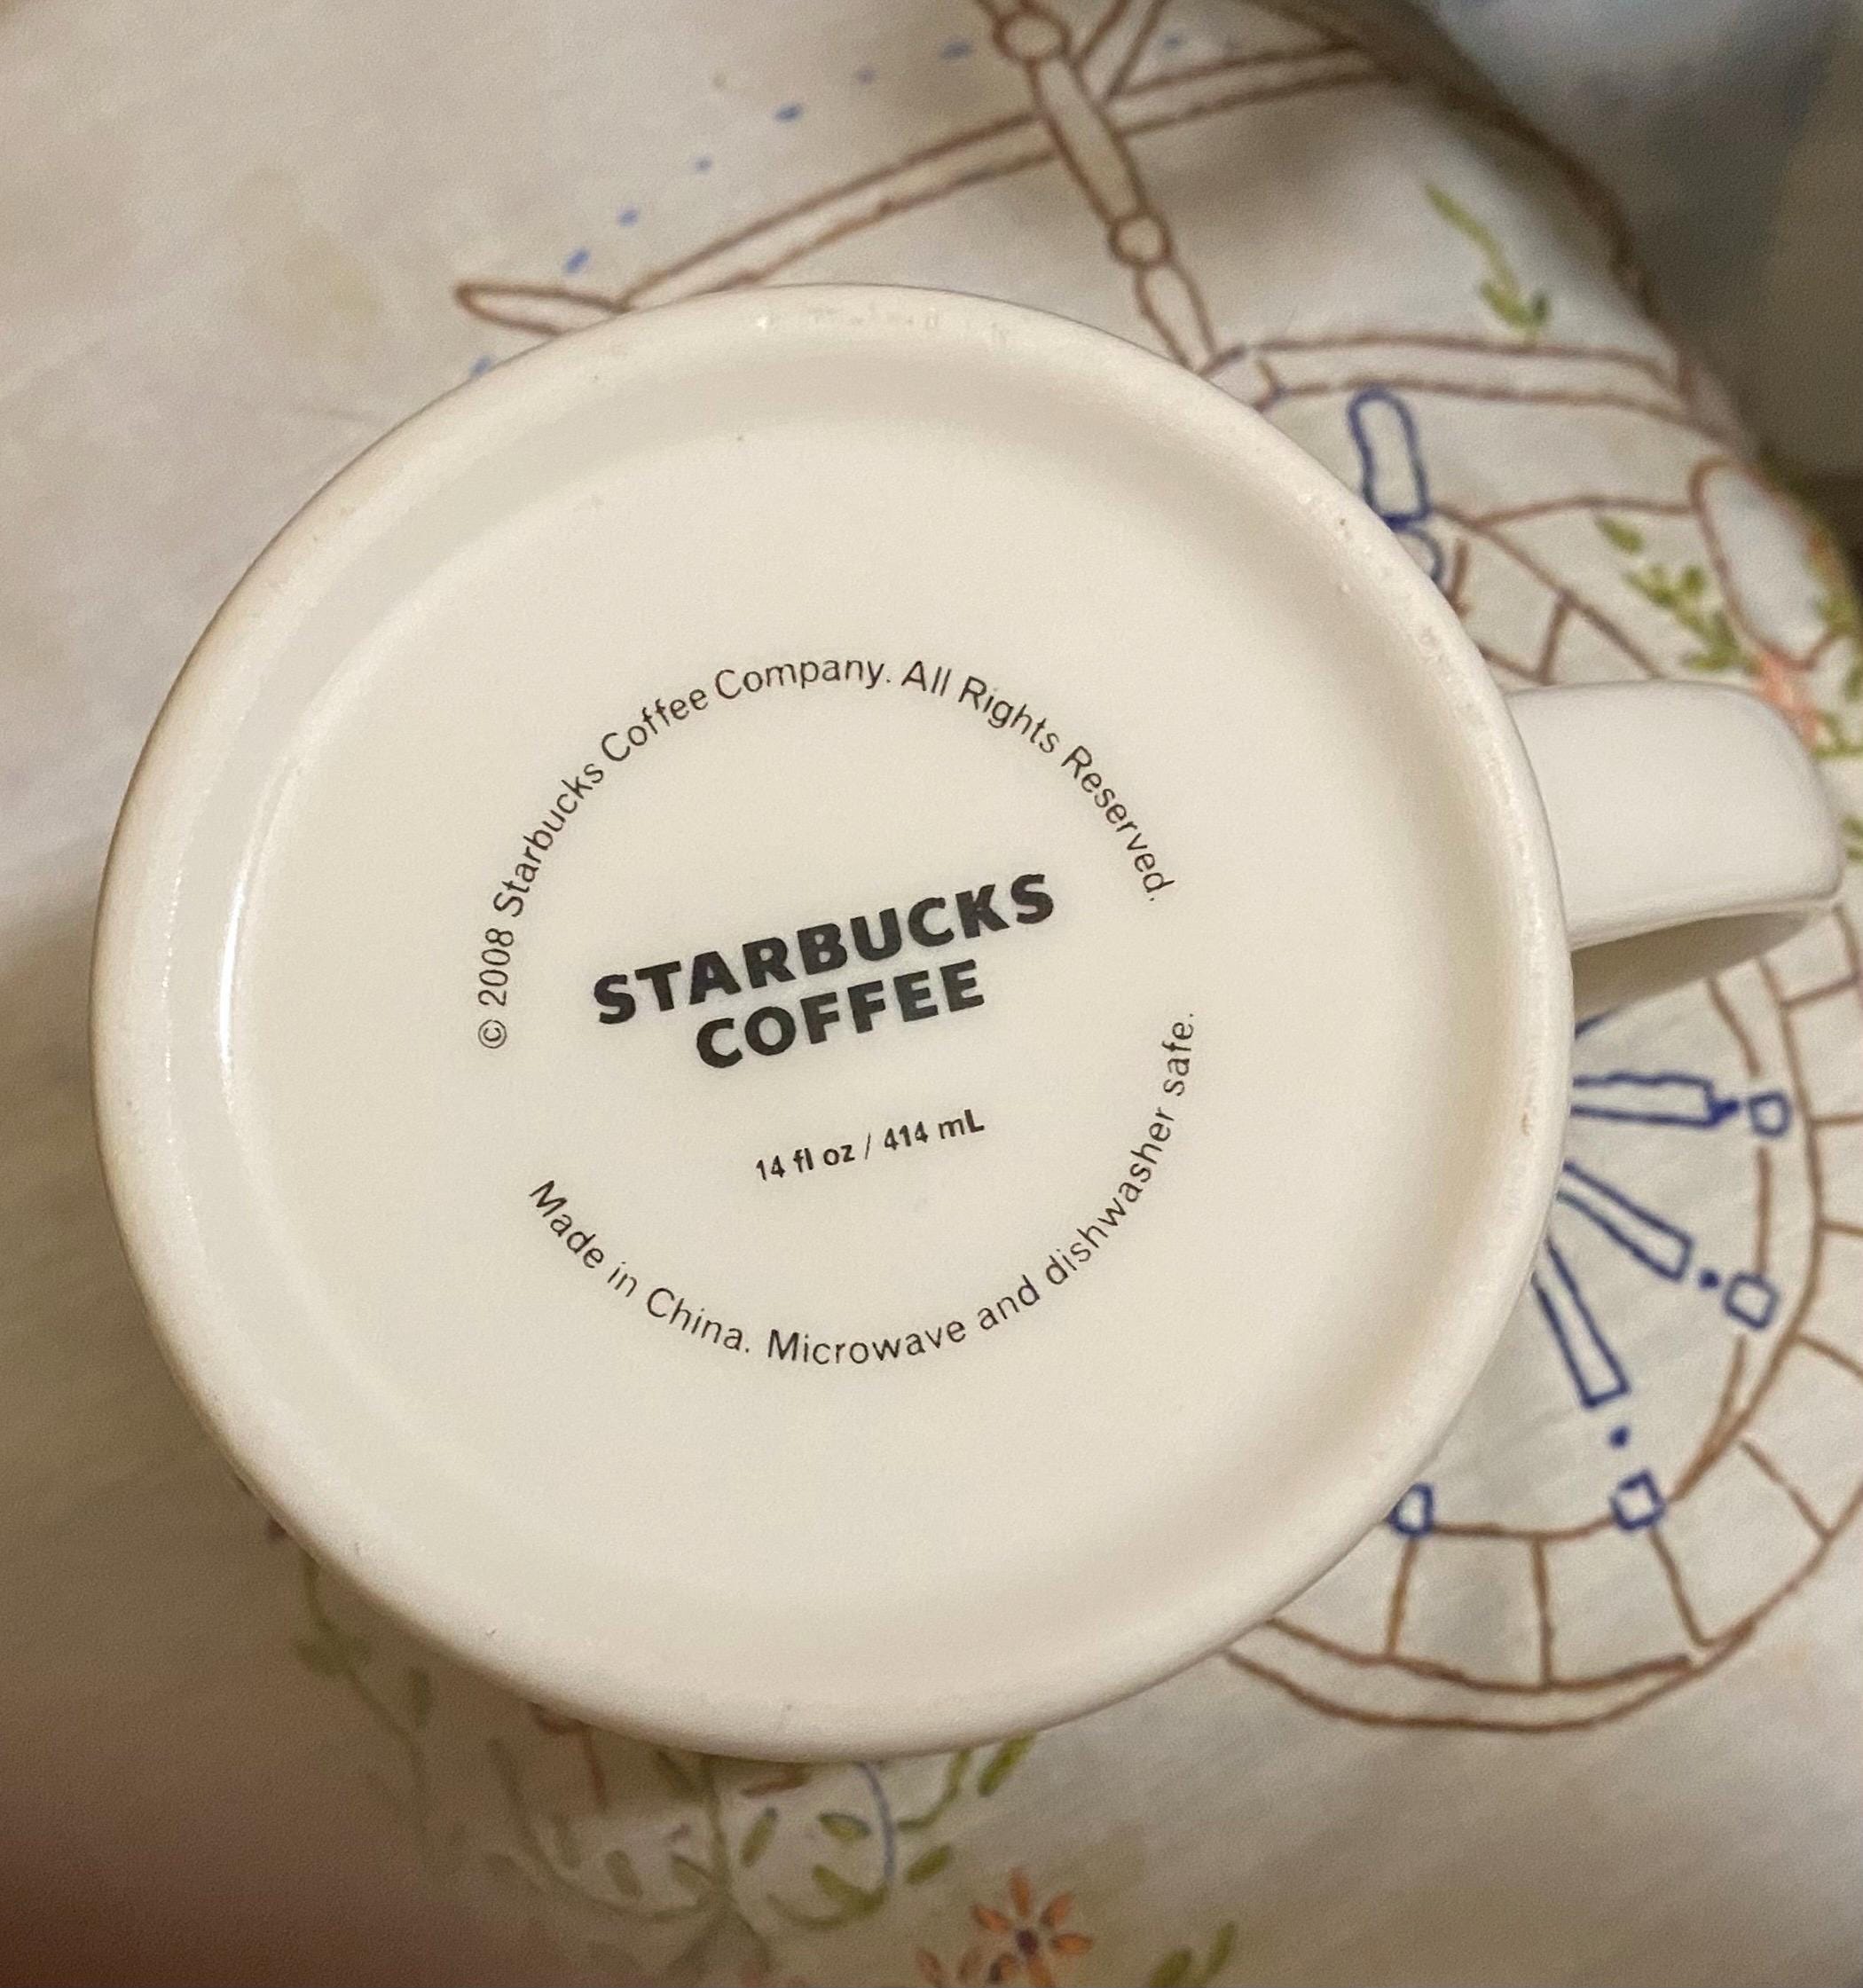 © 2008 Starbucks Coffee Company. All Rights Reserved.
STARBUCKS
COFFEE
14 fl oz / 414 mL
Made in China. Microwave and dishwasher safe.